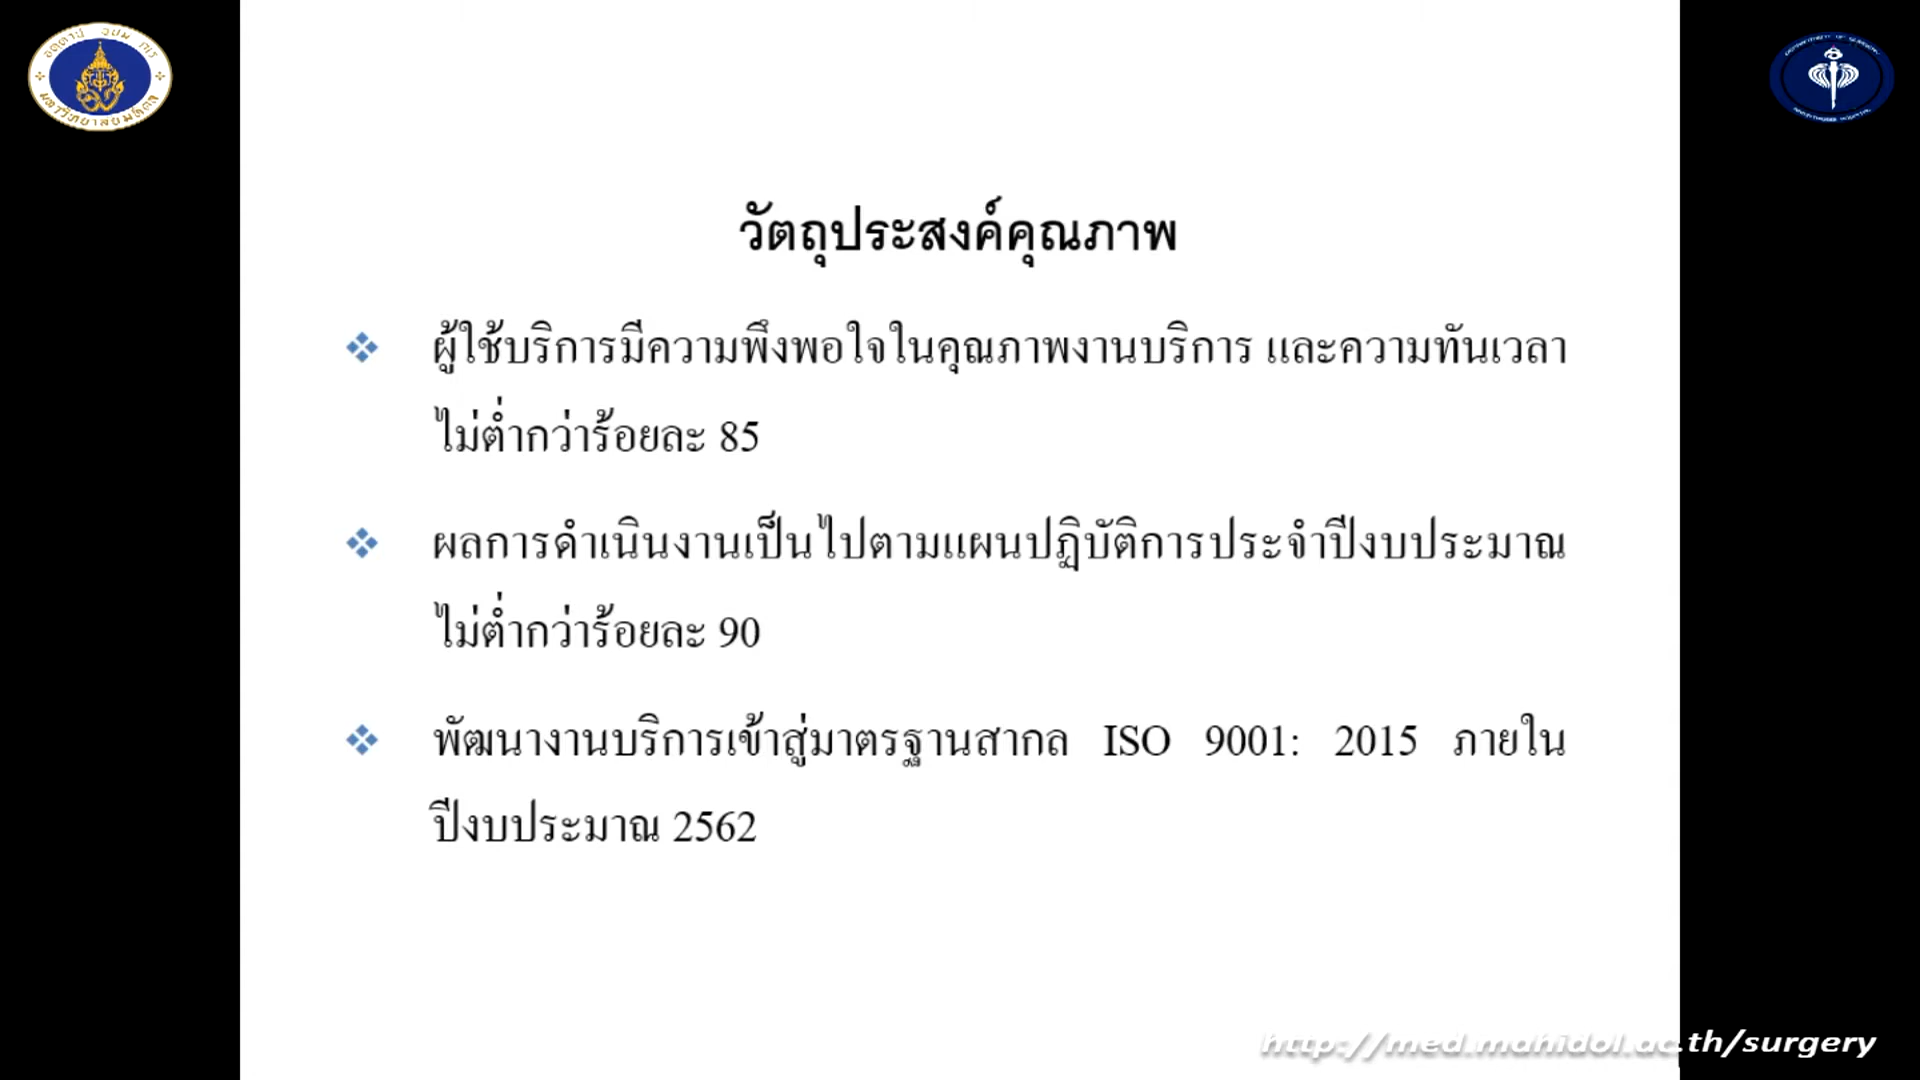 วัตถุประสงค์คุณภาพ
ผู้ใช้บริการมีความพึงพอใจในคุณภาพงานบริการ และความทันเวลา
ไม่ต่ำกว่าร้อยละ 85
ผลการดำเนินงานเป็นไปตามแผนปฏิบัติการประจำปีงบประมาณ
ไม่ต่ำกว่าร้อยละ 90
พัฒนางานบริการเข้าสู่มาตรฐานสากล ISO 9001: 2015 ภายใน
ปีงบประมาณ 2562
http://med.mahidol.ac.th/surgery